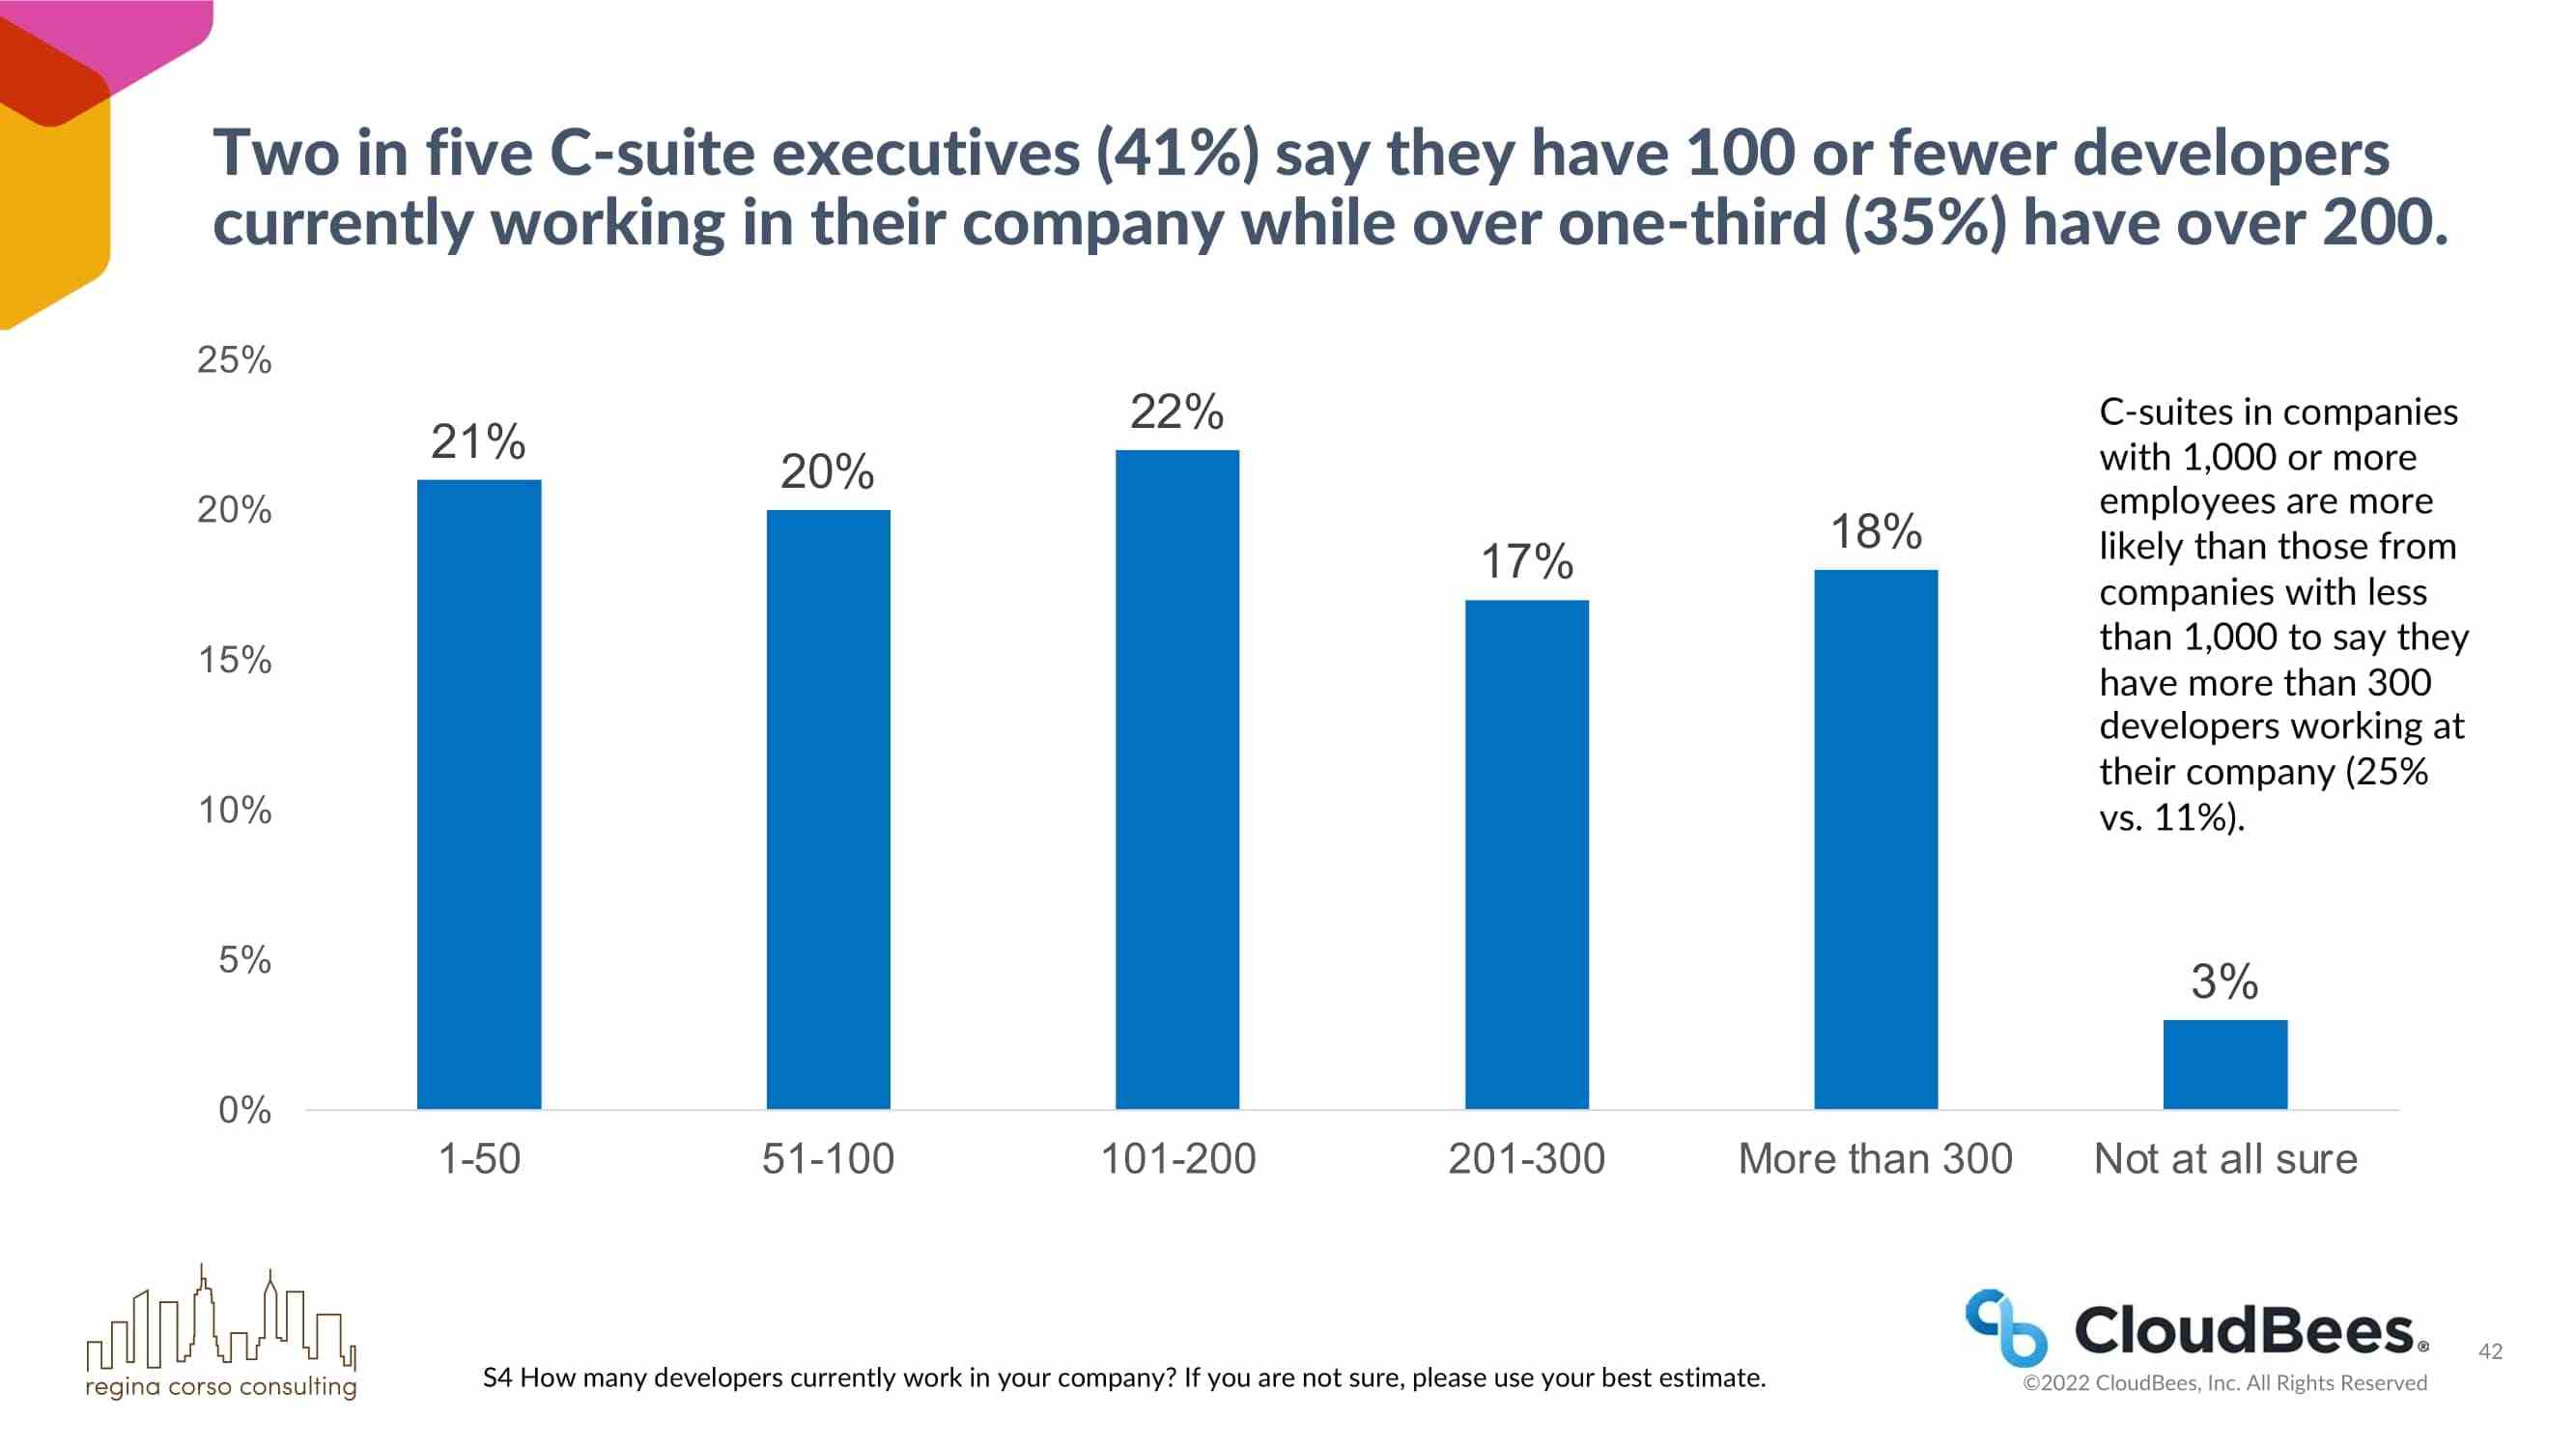 Two in five C-suite executives (41%) say they have 100 or fewer developers
currently working in their company while over one-third (35%) have over 200.
25%
20%
15%
10%
5%
0%
21%
20%
22%
17%
18%
3%
1-50
51-100
101-200
201-300
More than 300
Not at all sure
C-suites in companies
with 1,000 or more
employees are more
likely than those from
companies with less
than 1,000 to say they
have more than 300
developers working at
their company (25%
vs. 11%).
regina corso consulting
S4 How many developers currently work in your company? If you are not sure, please use your best estimate.
CloudBees®
©2022 CloudBees, Inc. All Rights Reserved
42